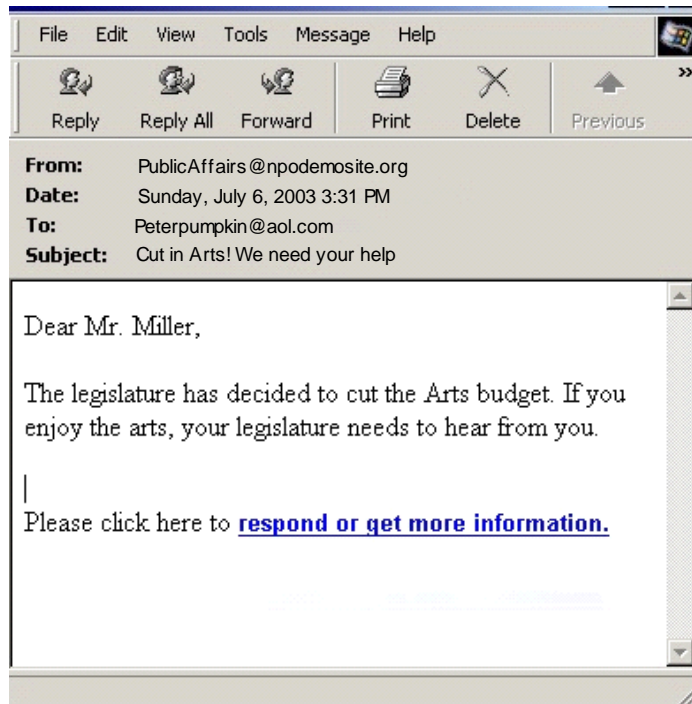 File Edit View Tools Message Help
»
Reply Reply All Forward Print Delete Previous
From: PublicAffairs@npodemosite.org
Date: Sunday, July 6, 2003 3:31 PM
To: Peterpumpkin@aol.com
Subject: Cut in Arts! We need your help
Dear Mr. Miller,
The legislature has decided to cut the Arts budget. If you
enjoy the arts, your legislature needs to hear from you.
Please click here to respond or get more information.